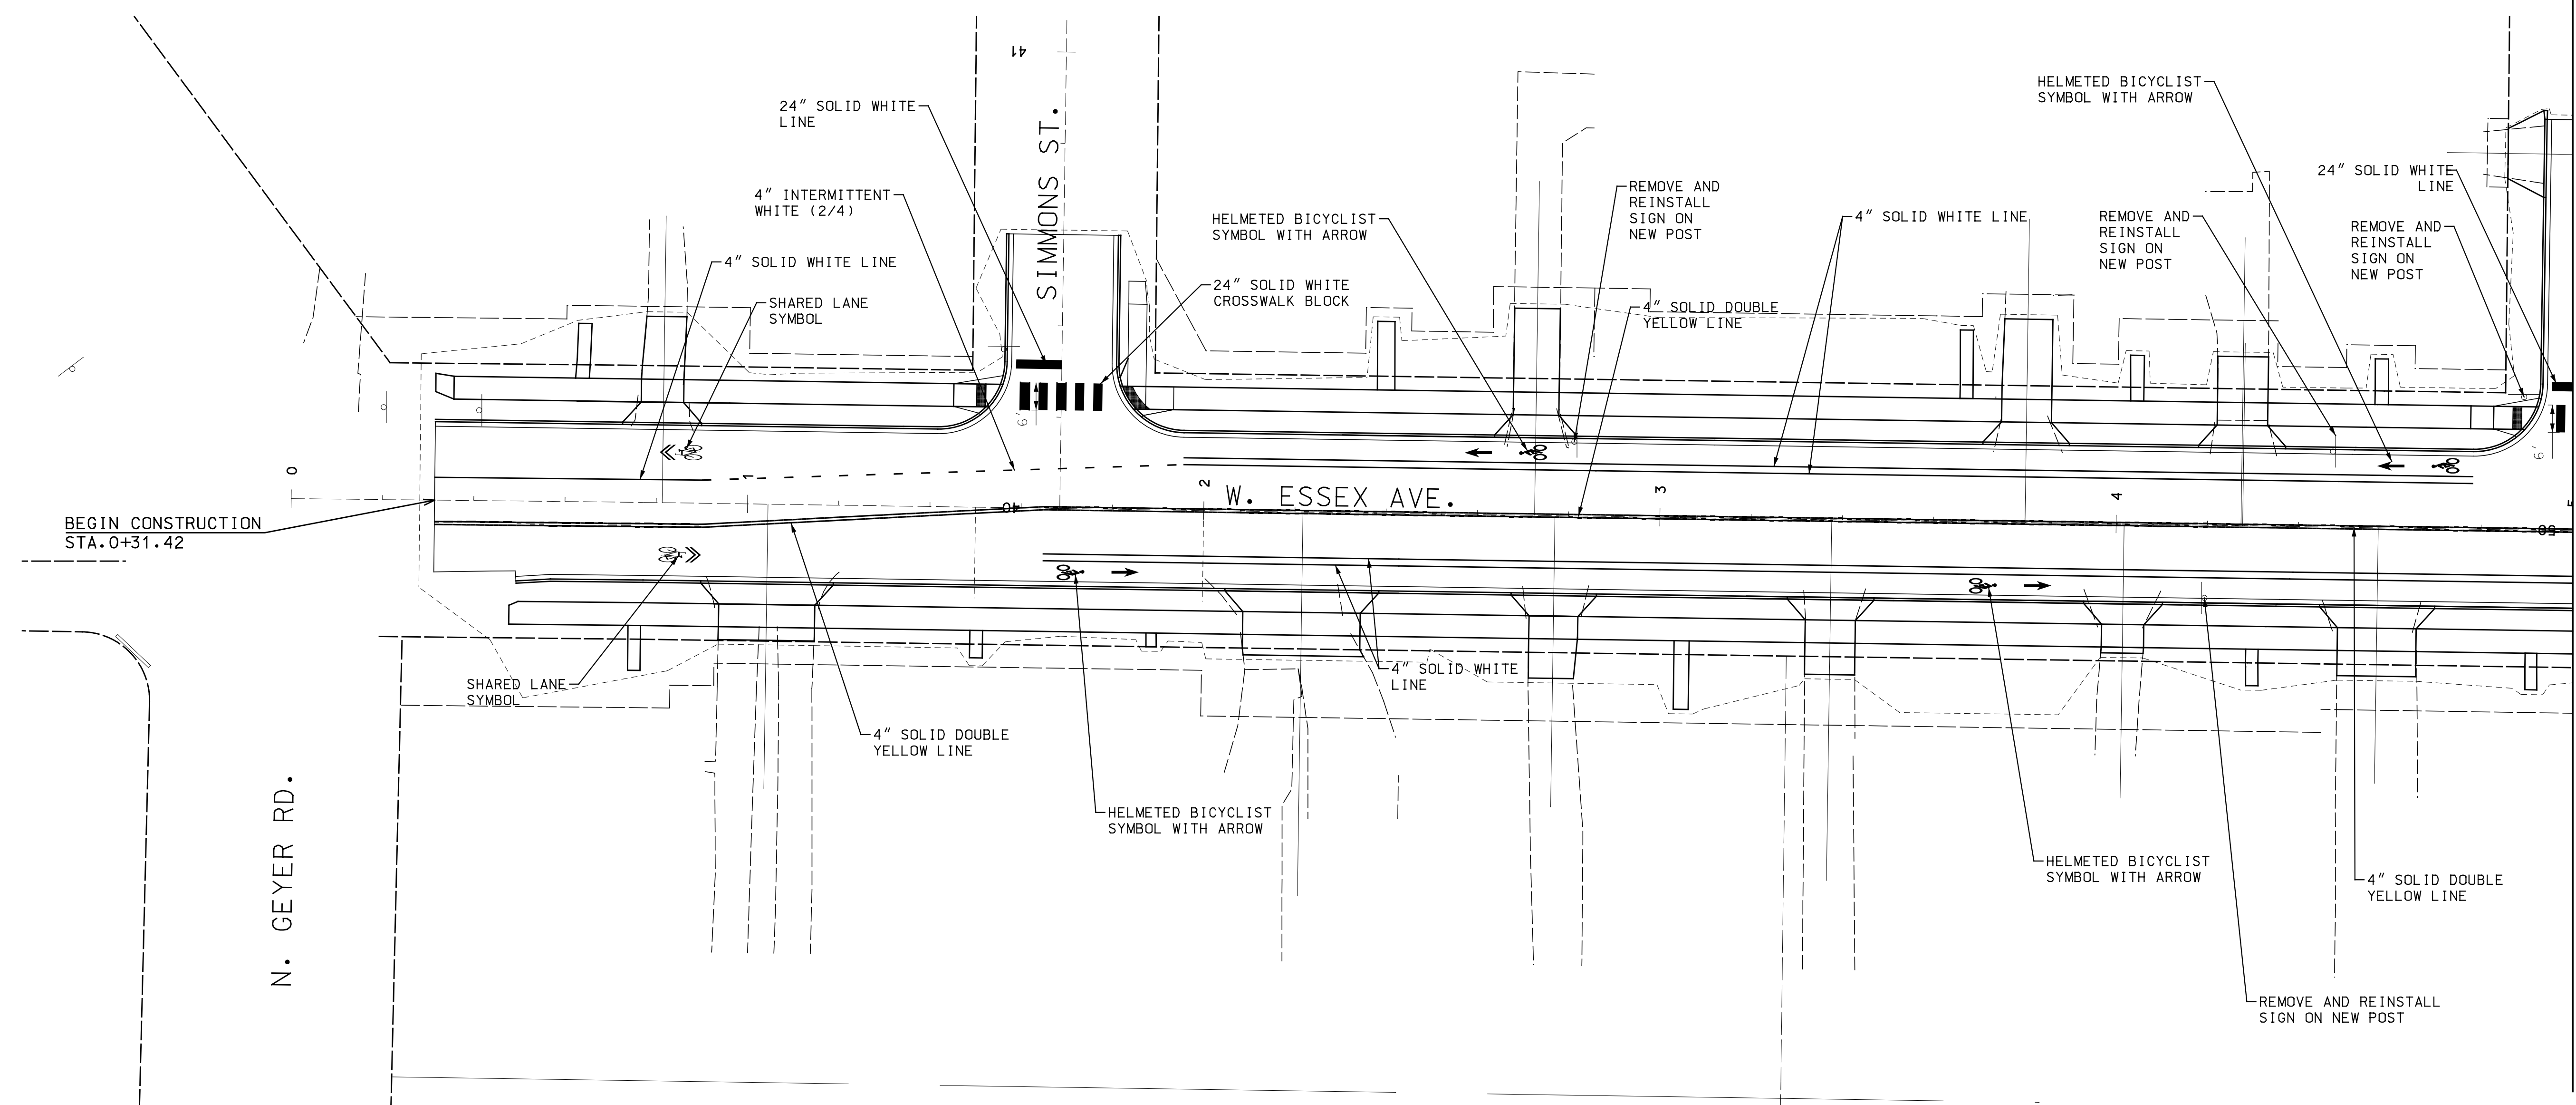 41
24" SOLID WHITE
LINE
HELMETED BICYCLIST
SYMBOL WITH ARROW
SIMMONS ST.
4" INTERMITTENT
WHITE (2/4)
24" SOLID WHITE
LINE
REMOVE AND
REINSTALL
SIGN ON
NEW POST
HELMETED BICYCLIST
SYMBOL WITH ARROW
4" SOLID WHITE LINE
REMOVE AND
REINSTALL
SIGN ON
NEW POST
REMOVE AND
REINSTALL
SIGN ON
NEW POST
4" SOLID WHITE LINE
24" SOLID WHITE
CROSSWALK BLOCK
SHARED LANE
SYMBOL
4" SOLID DOUBLE
YELLOW LINE
6'
6'
0
1
2
3
4
W. ESSEX AVE.
40
50
BEGIN CONSTRUCTION
STA.0+31.42
SHARED LANE
SYMBOL
4" SOLID WHITE
LINE
4" SOLID DOUBLE
YELLOW LINE
HELMETED BICYCLIST
SYMBOL WITH ARROW
HELMETED BICYCLIST
SYMBOL WITH ARROW
4" SOLID DOUBLE
YELLOW LINE
N. GEYER RD.
REMOVE AND REINSTALL
SIGN ON NEW POST